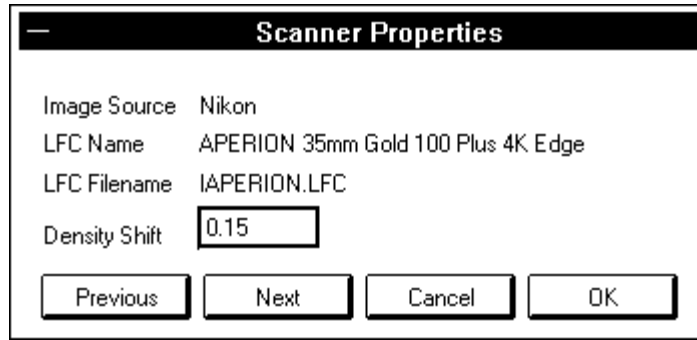 Scanner Properties
Image Source Nikon
LFC Name APERION 35mm Gold 100 Plus 4K Edge
LFC Filename IAPERION.LFC
Density Shift 0.15
Previous Next Cancel OK